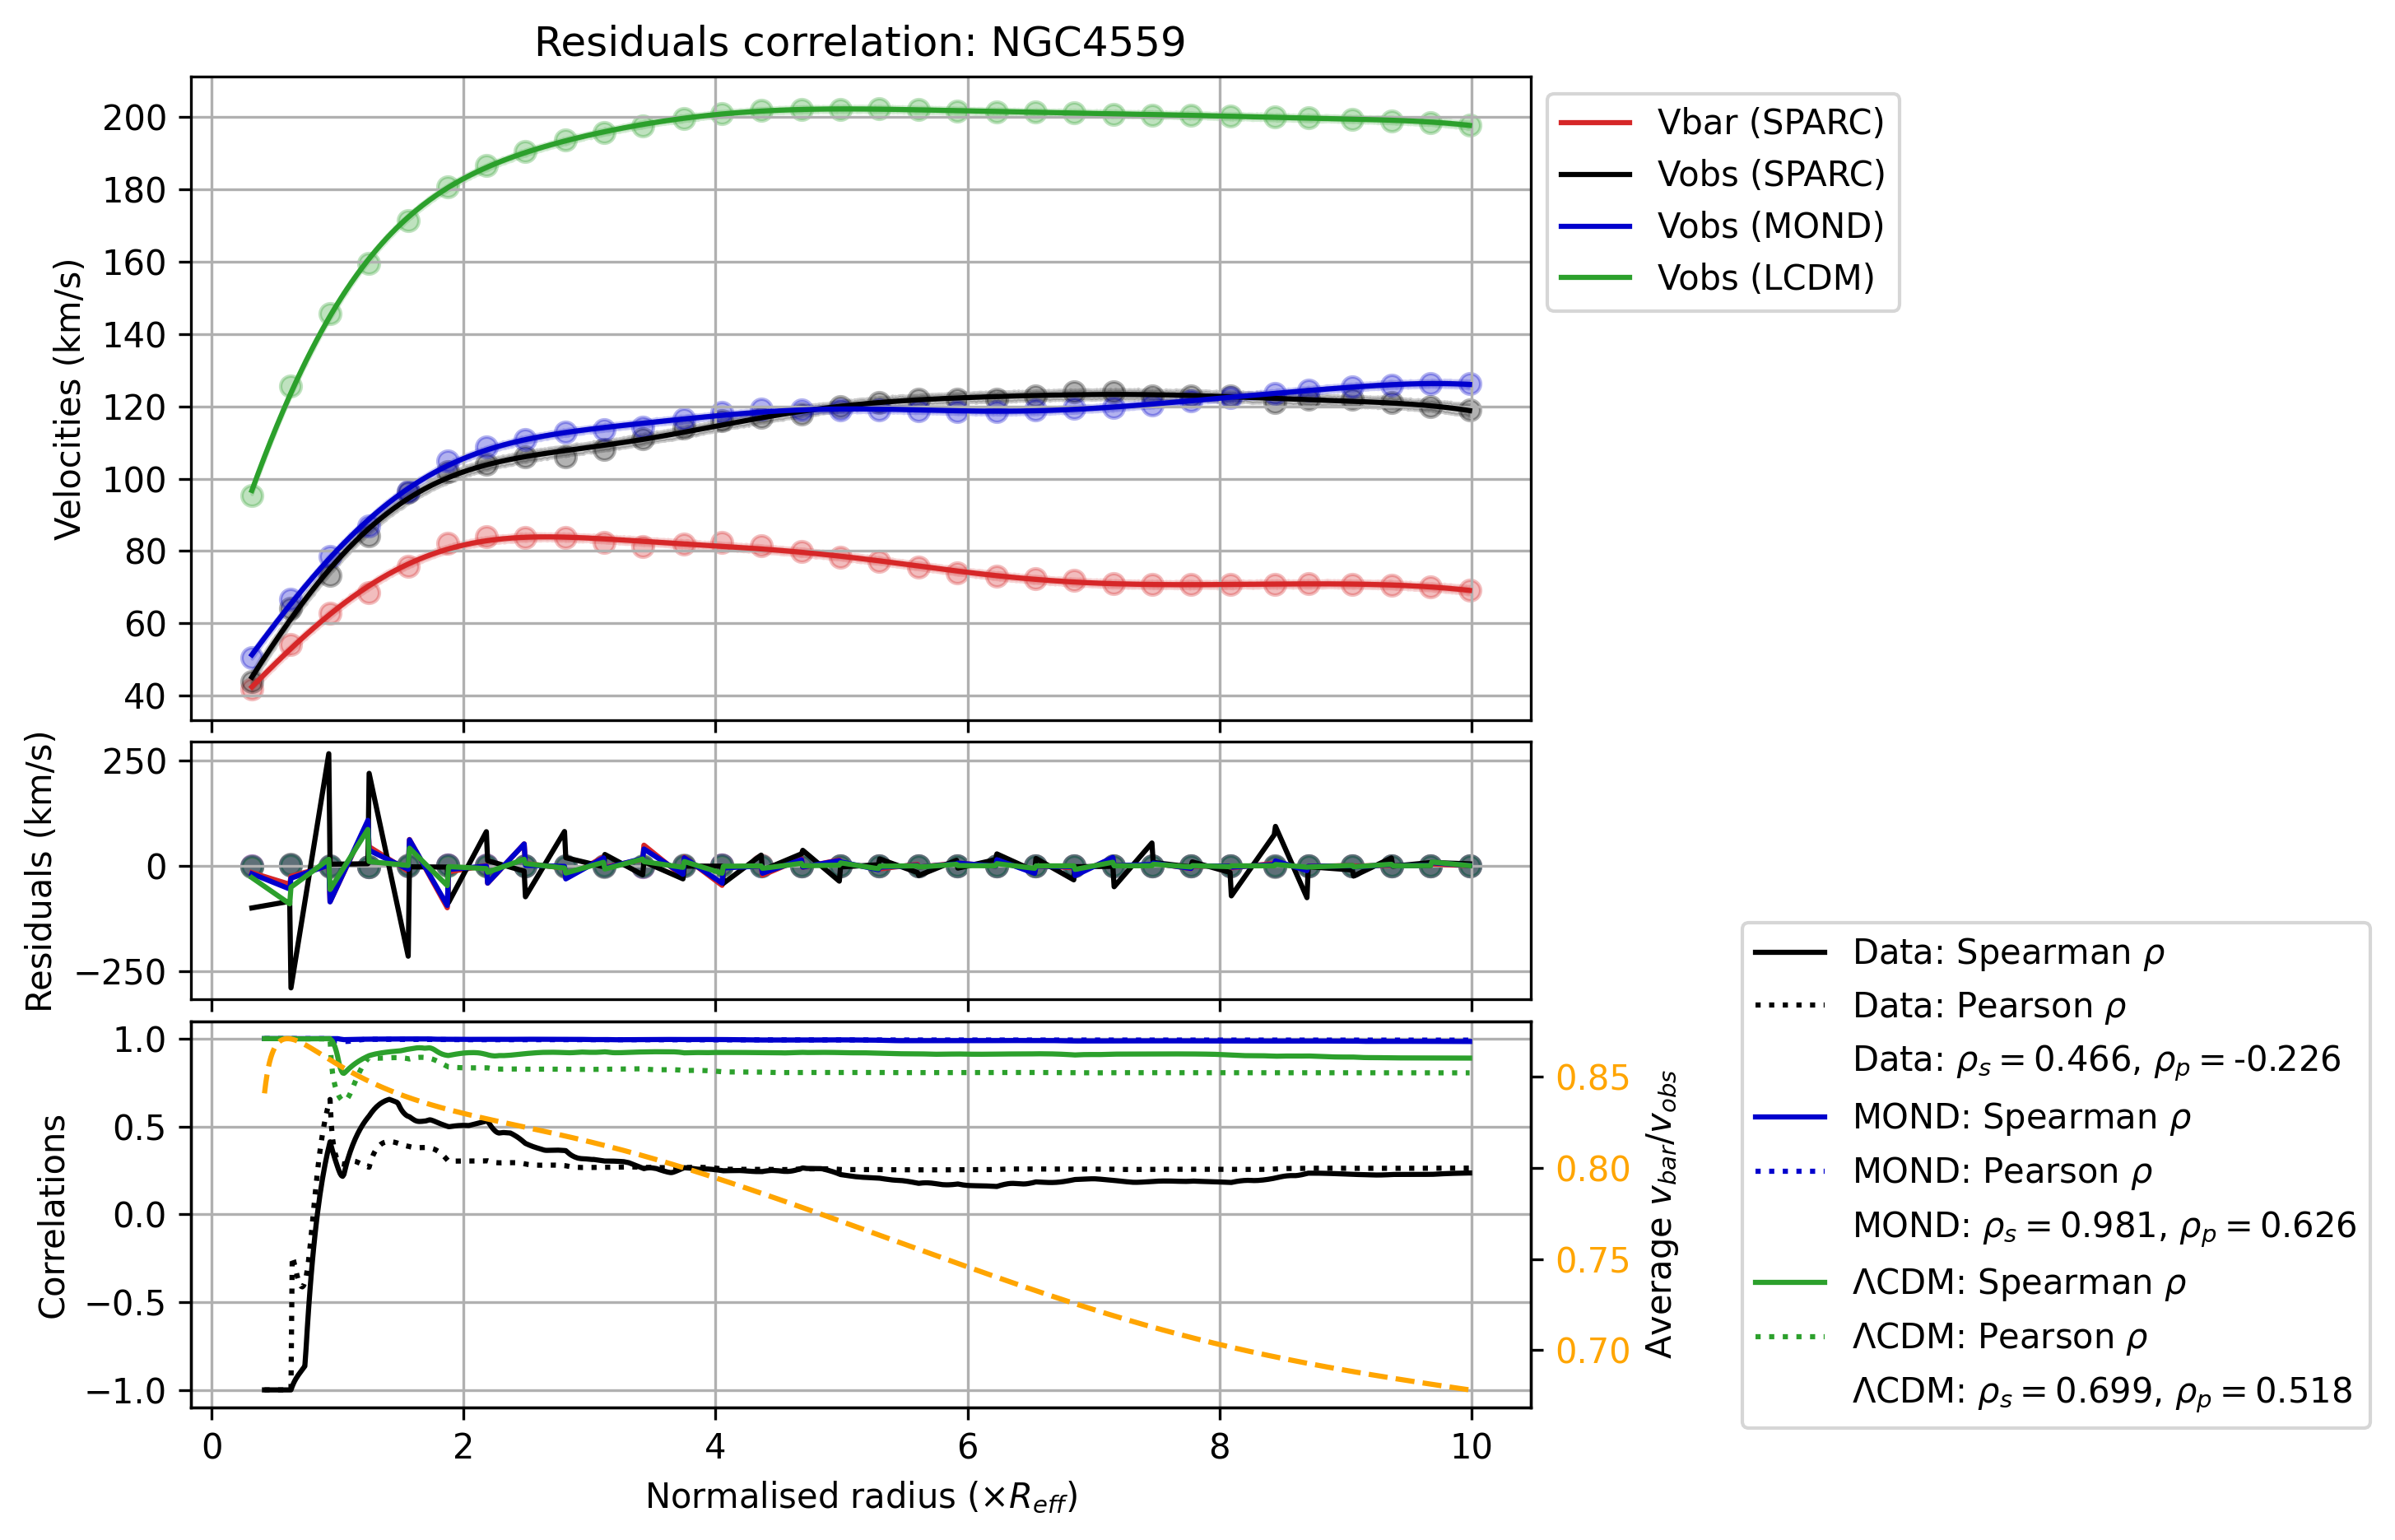 Residuals correlation: NGC4559
200
180
160
140
120
100
80
60
40
Velocities (km/s)
Vbar (SPARC)
Vobs (SPARC)
Vobs (MOND)
Vobs (LCDM)
250
0
−250
Residuals (km/s)
1.0
0.5
0.0
−0.5
−1.0
Correlations
0.85
0.80
0.75
0.70
Average v_bar/v_obs
0 2 4 6 8 10
Normalised radius (×R_eff)
Data: Spearman ρ
Data: Pearson ρ
Data: ρ_s = 0.466, ρ_p = -0.226
MOND: Spearman ρ
MOND: Pearson ρ
MOND: ρ_s = 0.981, ρ_p = 0.626
ΛCDM: Spearman ρ
ΛCDM: Pearson ρ
ΛCDM: ρ_s = 0.699, ρ_p = 0.518